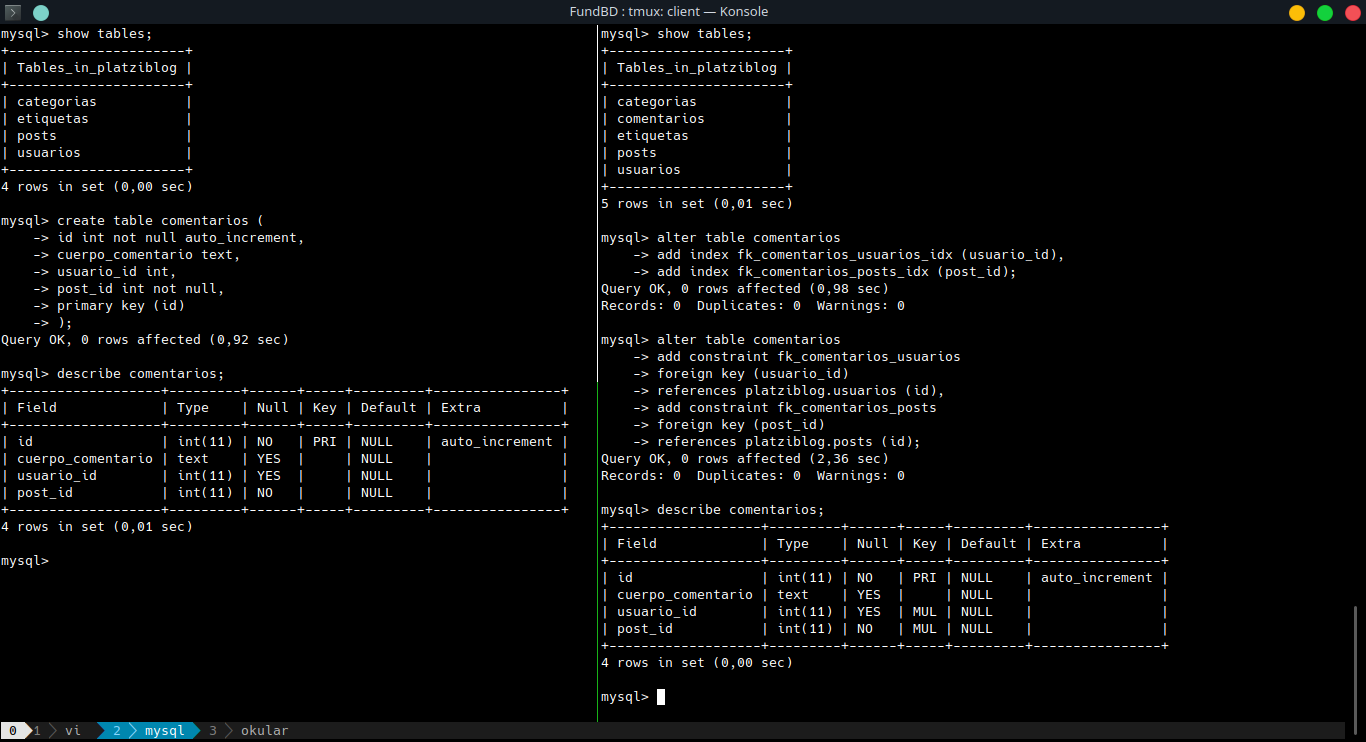 FundBD : tmux: client — Konsole
mysql> show tables;
+----------------------+
| Tables_in_platziblog |
+----------------------+
| categorias           |
| etiquetas            |
| posts                |
| usuarios             |
+----------------------+
4 rows in set (0,00 sec)
mysql> create table comentarios (
    -> id int not null auto_increment,
    -> cuerpo_comentario text,
    -> usuario_id int,
    -> post_id int not null,
    -> primary key (id)
    -> );
Query OK, 0 rows affected (0,92 sec)
mysql> describe comentarios;
+-------------------+---------+------+-----+---------+----------------+
| Field             | Type    | Null | Key | Default | Extra          |
+-------------------+---------+------+-----+---------+----------------+
| id                | int(11) | NO   | PRI | NULL    | auto_increment |
| cuerpo_comentario | text    | YES  |     | NULL    |                |
| usuario_id        | int(11) | YES  |     | NULL    |                |
| post_id           | int(11) | NO   |     | NULL    |                |
+-------------------+---------+------+-----+---------+----------------+
4 rows in set (0,01 sec)
mysql>
mysql> show tables;
+----------------------+
| Tables_in_platziblog |
+----------------------+
| categorias           |
| comentarios          |
| etiquetas            |
| posts                |
| usuarios             |
+----------------------+
5 rows in set (0,01 sec)
mysql> alter table comentarios
    -> add index fk_comentarios_usuarios_idx (usuario_id),
    -> add index fk_comentarios_posts_idx (post_id);
Query OK, 0 rows affected (0,98 sec)
Records: 0  Duplicates: 0  Warnings: 0
mysql> alter table comentarios
    -> add constraint fk_comentarios_usuarios
    -> foreign key (usuario_id)
    -> references platziblog.usuarios (id),
    -> add constraint fk_comentarios_posts
    -> foreign key (post_id)
    -> references platziblog.posts (id);
Query OK, 0 rows affected (2,36 sec)
Records: 0  Duplicates: 0  Warnings: 0
mysql> describe comentarios;
+-------------------+---------+------+-----+---------+----------------+
| Field             | Type    | Null | Key | Default | Extra          |
+-------------------+---------+------+-----+---------+----------------+
| id                | int(11) | NO   | PRI | NULL    | auto_increment |
| cuerpo_comentario | text    | YES  |     | NULL    |                |
| usuario_id        | int(11) | YES  | MUL | NULL    |                |
| post_id           | int(11) | NO   | MUL | NULL    |                |
+-------------------+---------+------+-----+---------+----------------+
4 rows in set (0,00 sec)
mysql>
0 1 vi 2 mysql 3 okular